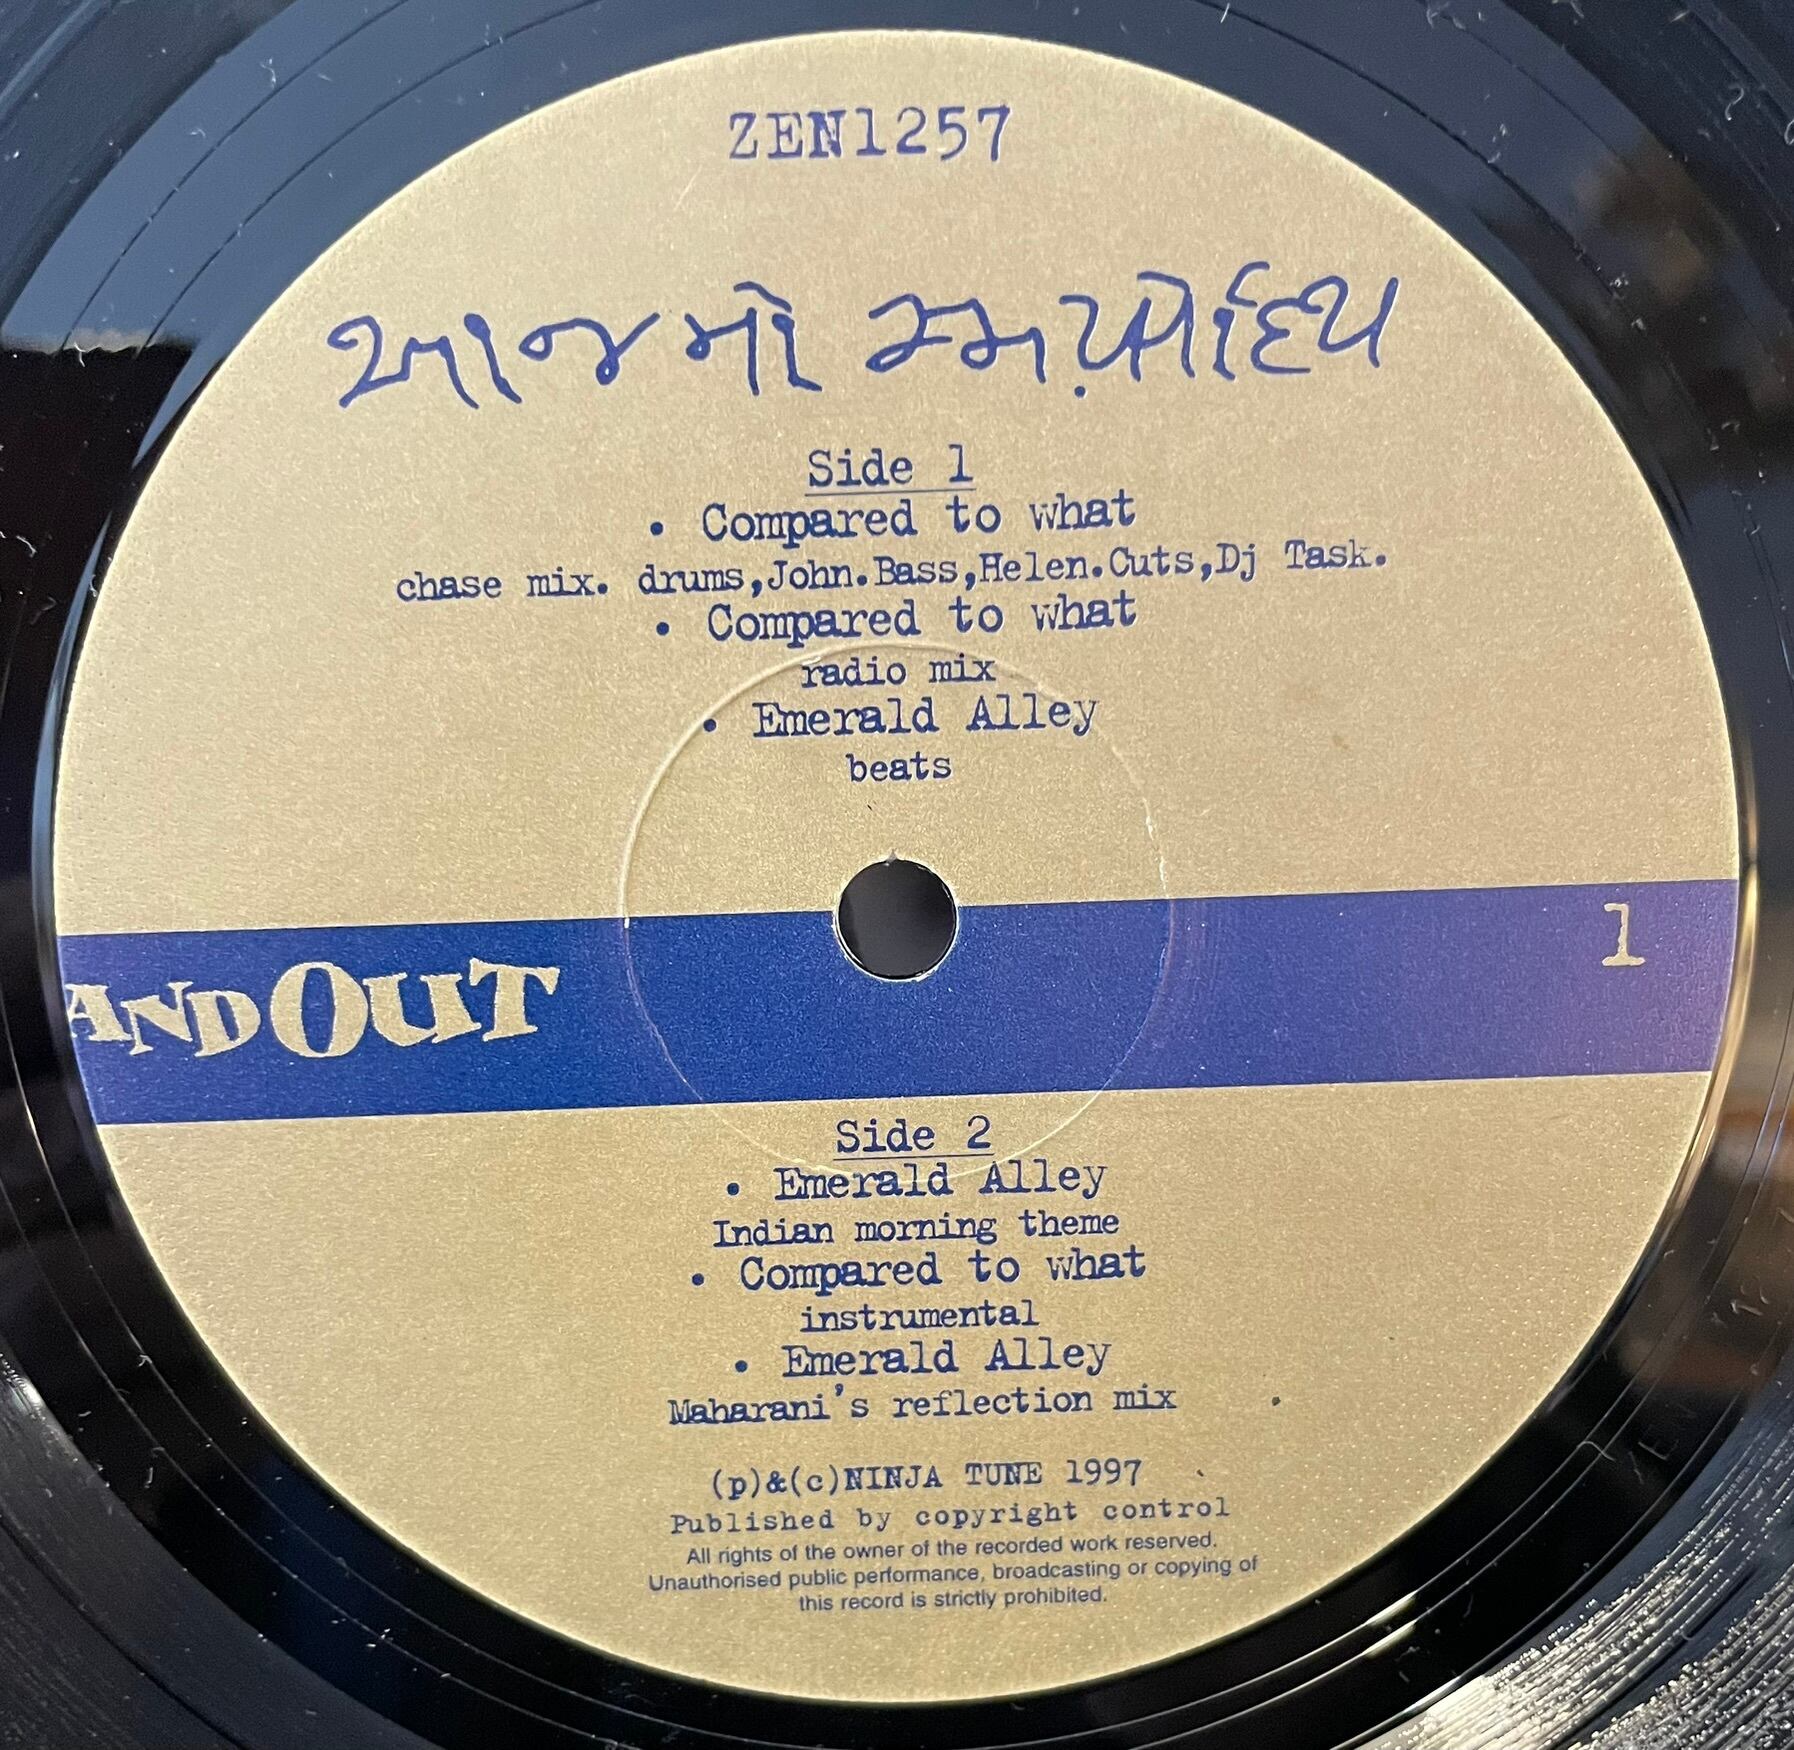 ZEN1257
આજ મો
Side 1
• Compared to what
chase mix. drums,John.Bass,Helen.Cuts,Dj Task.
• Compared to what
radio mix
• Emerald Alley
beats
ANDOUT
1
Side 2
• Emerald Alley
Indian morning theme
• Compared to what
instrumental
• Emerald Alley
Maharani's reflection mix
(p)&(c)NINJA TUNE 1997
Published by copyright control
All rights of the owner of the recorded work reserved.
Unauthorised public performance, broadcasting or copying of
this record is strictly prohibited.